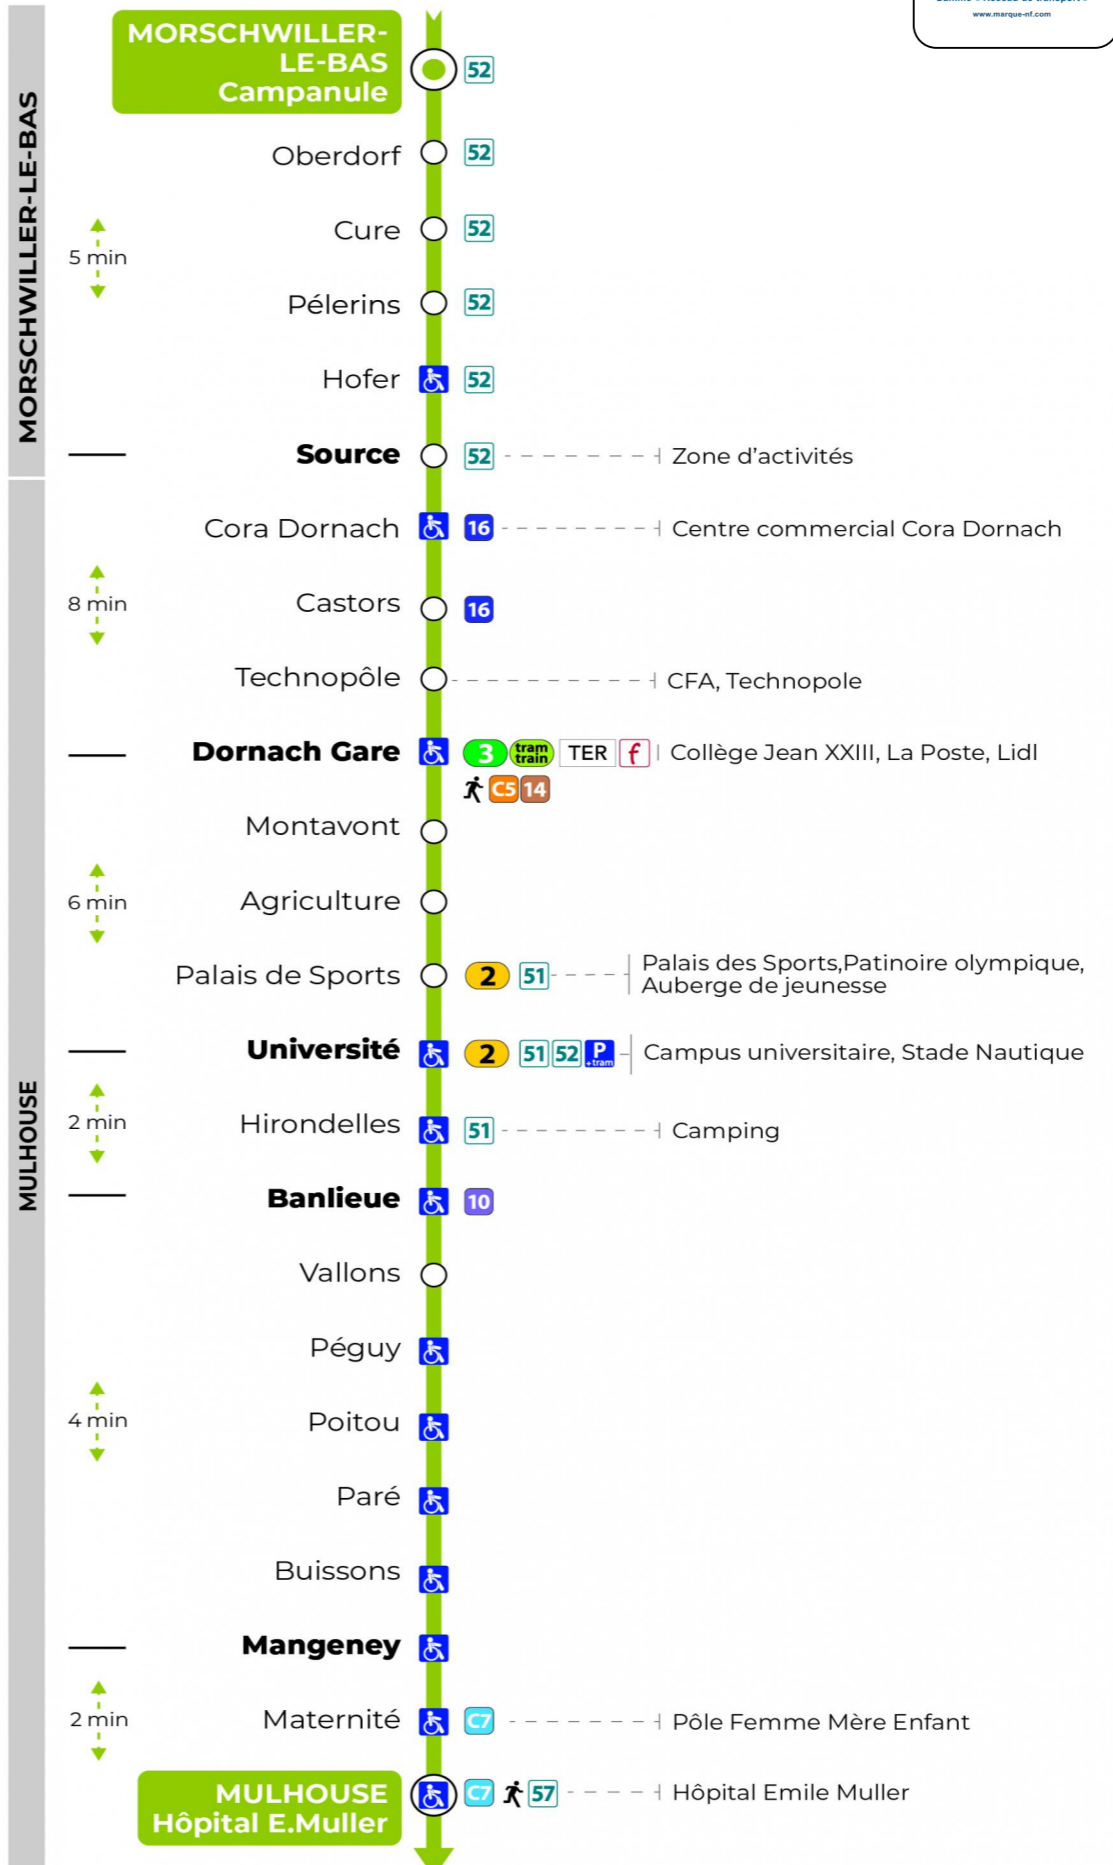 www.marque-nf.com
MORSCHWILLER-
LE-BAS
Campanule
52
MORSCHWILLER-LE-BAS
Oberdorf 52
Cure 52
5 min
Pélerins 52
Hofer 52
Source 52 Zone d'activités
Cora Dornach 16 Centre commercial Cora Dornach
8 min
Castors 16
Technopôle CFA, Technopole
Dornach Gare 3 tram train TER f Collège Jean XXIII, La Poste, Lidl
C5 14
Montavont
6 min
Agriculture
Palais de Sports 2 51 Palais des Sports,Patinoire olympique,
Auberge de jeunesse
Université 2 51 52 P +tram Campus universitaire, Stade Nautique
MULHOUSE
2 min
Hirondelles 51 Camping
Banlieue 10
Vallons
Péguy
4 min
Poitou
Paré
Buissons
Mangeney
2 min
Maternité C7 Pôle Femme Mère Enfant
MULHOUSE
Hôpital E.Muller
C7 57 Hôpital Emile Muller